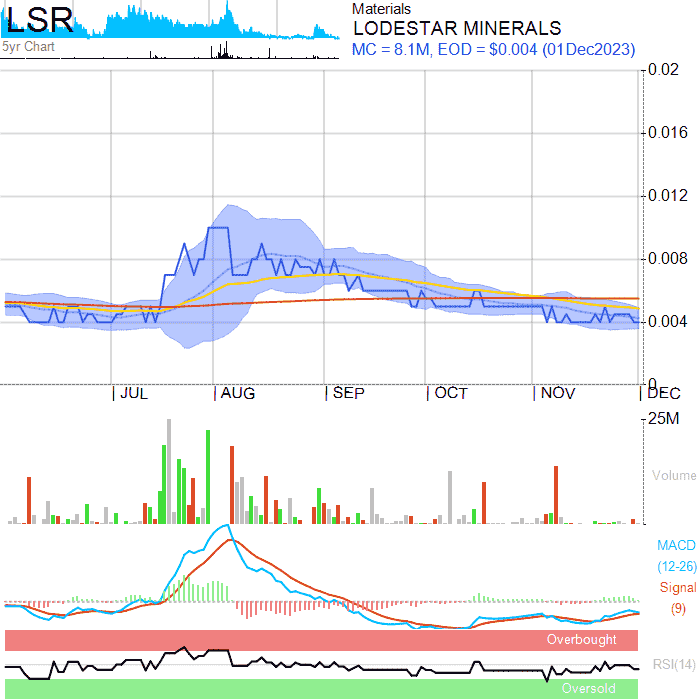 LSR
5yr Chart
Materials
LODESTAR MINERALS
MC = 8.1M, EOD = $0.004 (01Dec2023)
0.02
0.016
0.012
0.008
0.004
0
JUL AUG SEP OCT NOV DEC
25M
Volume
MACD
(12-26)
Signal
(9)
Overbought
RSI(14)
Oversold